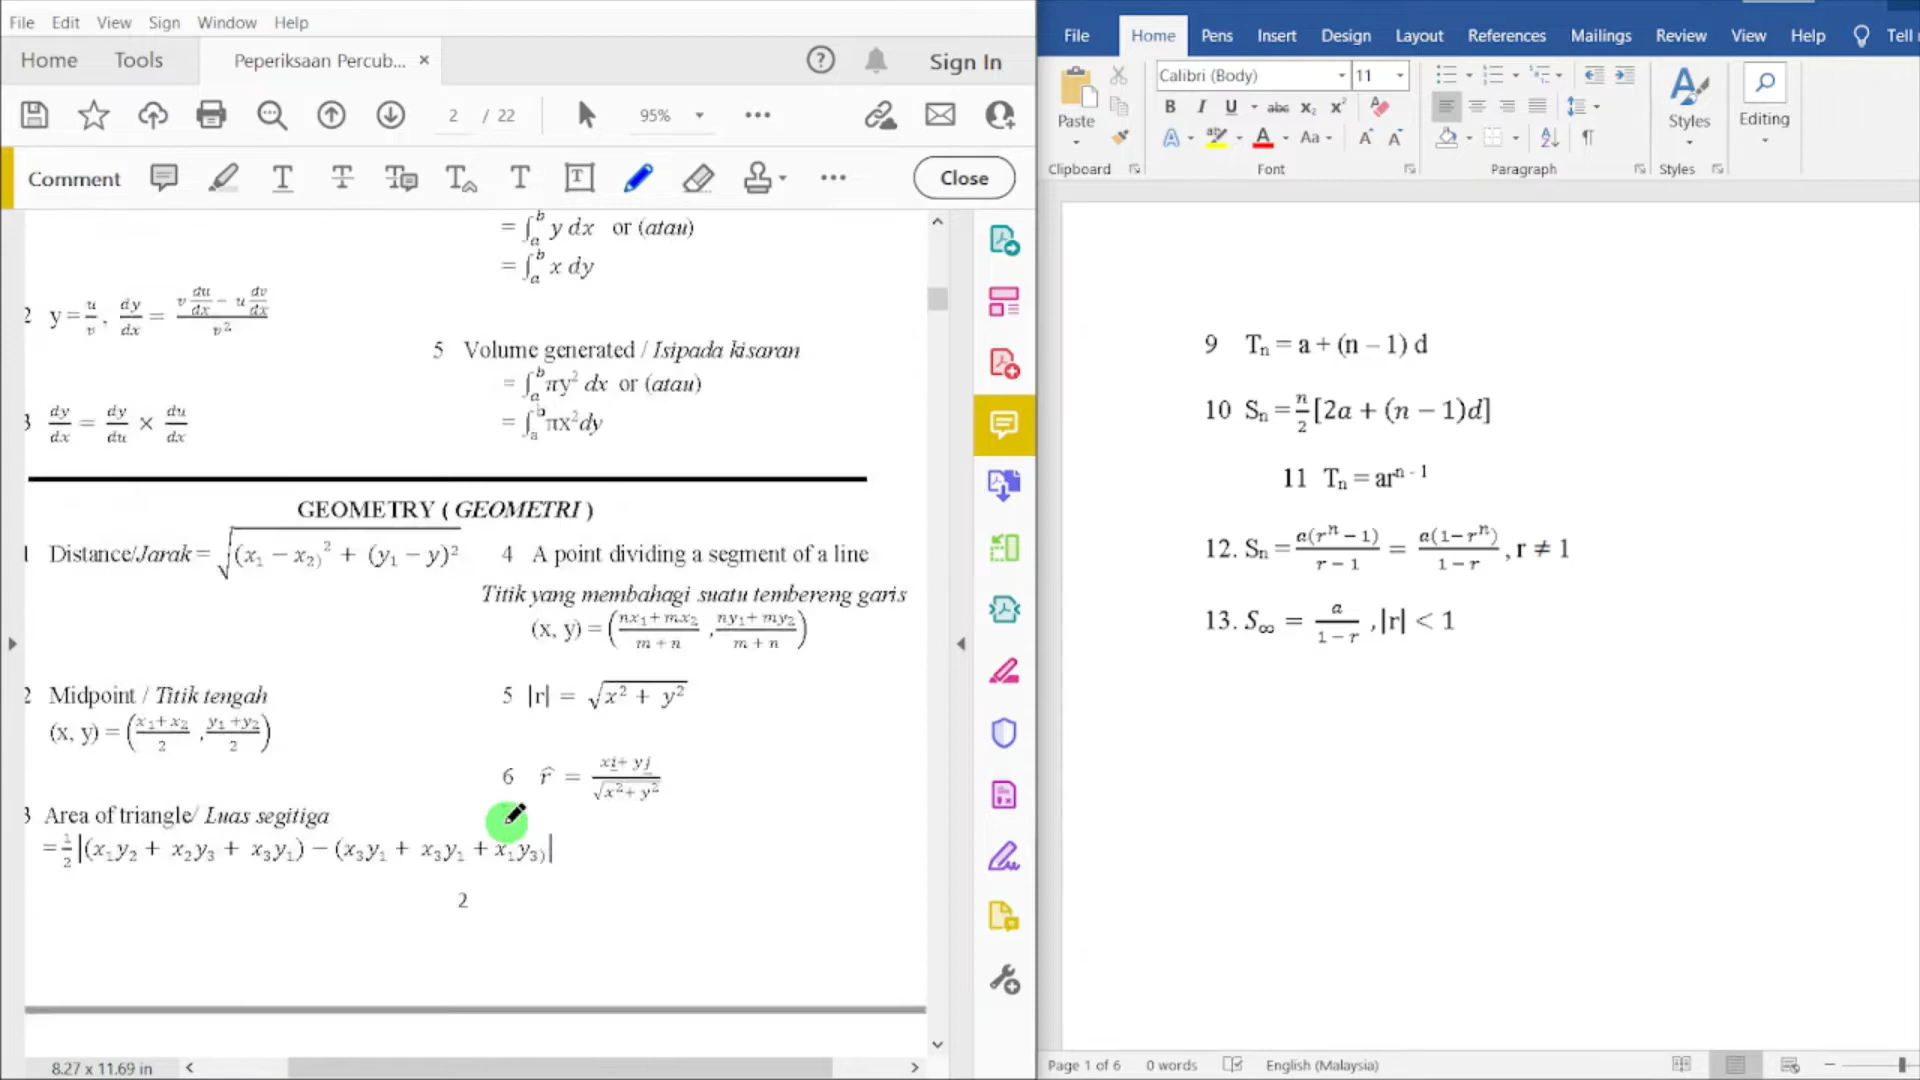 File Edit View Sign Window Help
Home Tools Peperiksaan Percub... × Sign In
2 / 22 95%
Comment Close
= ∫ₐᵇ y dx or (atau)
= ∫ₐᵇ x dy
2 y = u/v , dy/dx = (v du/dx − u dv/dx)/v²
5 Volume generated / Isipada kisaran
= ∫ₐᵇ πy² dx or (atau)
= ∫ₐᵇ πx² dy
3 dy/dx = dy/du × du/dx
GEOMETRY ( GEOMETRI )
1 Distance/Jarak = √(x₁ − x₂)² + (y₁ − y)²
4 A point dividing a segment of a line
Titik yang membahagi suatu tembereng garis
(x, y) = ((nx₁ + mx₂)/(m + n) , (ny₁ + my₂)/(m + n))
2 Midpoint / Titik tengah
(x, y) = ((x₁ + x₂)/2 , (y₁ + y₂)/2)
5 |r| = √x² + y²
6 r̂ = (xi + yj)/√x² + y²
3 Area of triangle/ Luas segitiga
= ½ |(x₁y₂ + x₂y₃ + x₃y₁) − (x₃y₁ + x₃y₁ + x₁y₃)|
2
8.27 x 11.69 in
File Home Pens Insert Design Layout References Mailings Review View Help Tell
Calibri (Body) 11
B I U abc x₂ x²
Paste Styles Editing
A A Aa A A
Clipboard Font Paragraph Styles
9 Tₙ = a + (n – 1) d
10 Sₙ = n/2 [2a + (n − 1)d]
11 Tₙ = arⁿ⁻¹
12. Sₙ = a(rⁿ − 1)/(r − 1) = a(1−rⁿ)/(1 − r) , r ≠ 1
13. S∞ = a/(1 − r) , |r| < 1
Page 1 of 6 0 words English (Malaysia)